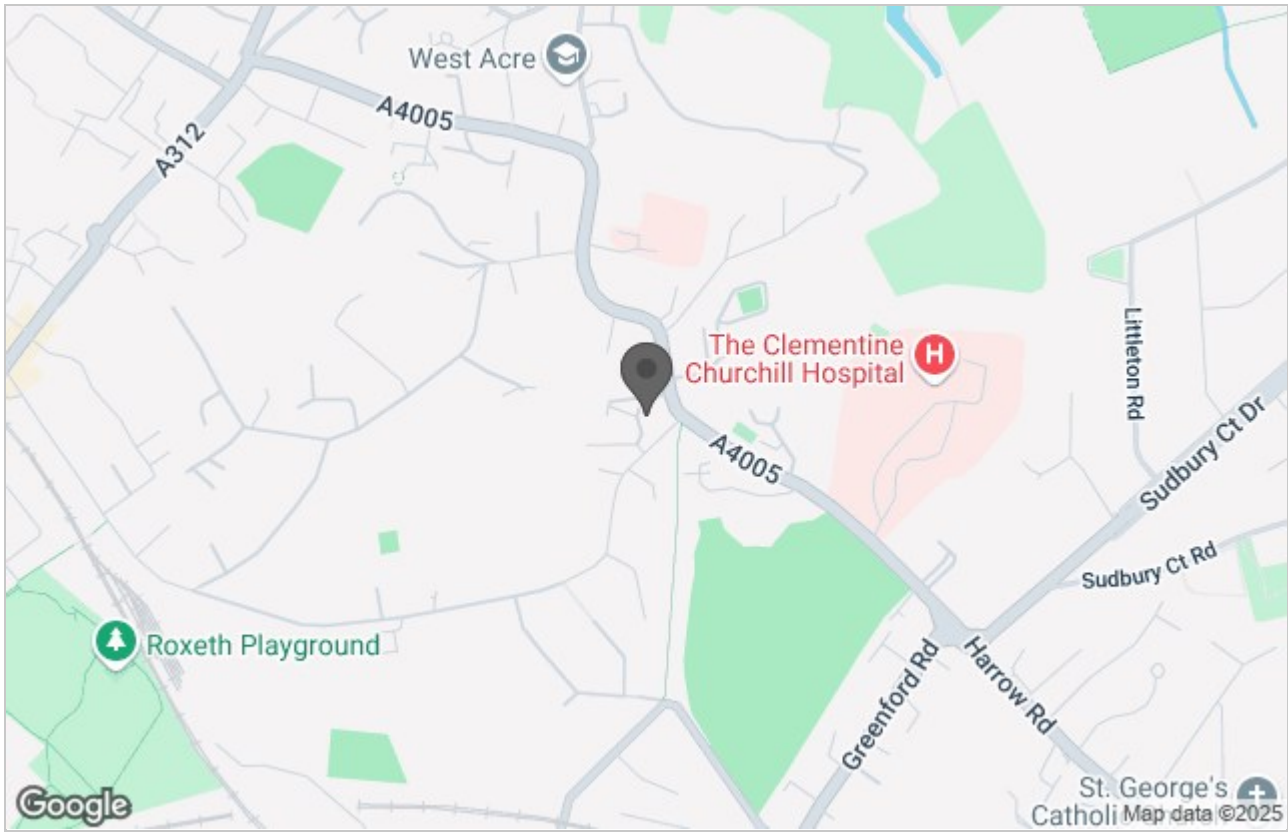 West Acre
A4005
A312
The Clementine
Churchill Hospital
H
Littleton Rd
A4005
Sudbury Ct Dr
Sudbury Ct Rd
Roxeth Playground
Harrow Rd
Greenford Rd
St. George's
Catholi
Google
Map data ©2025